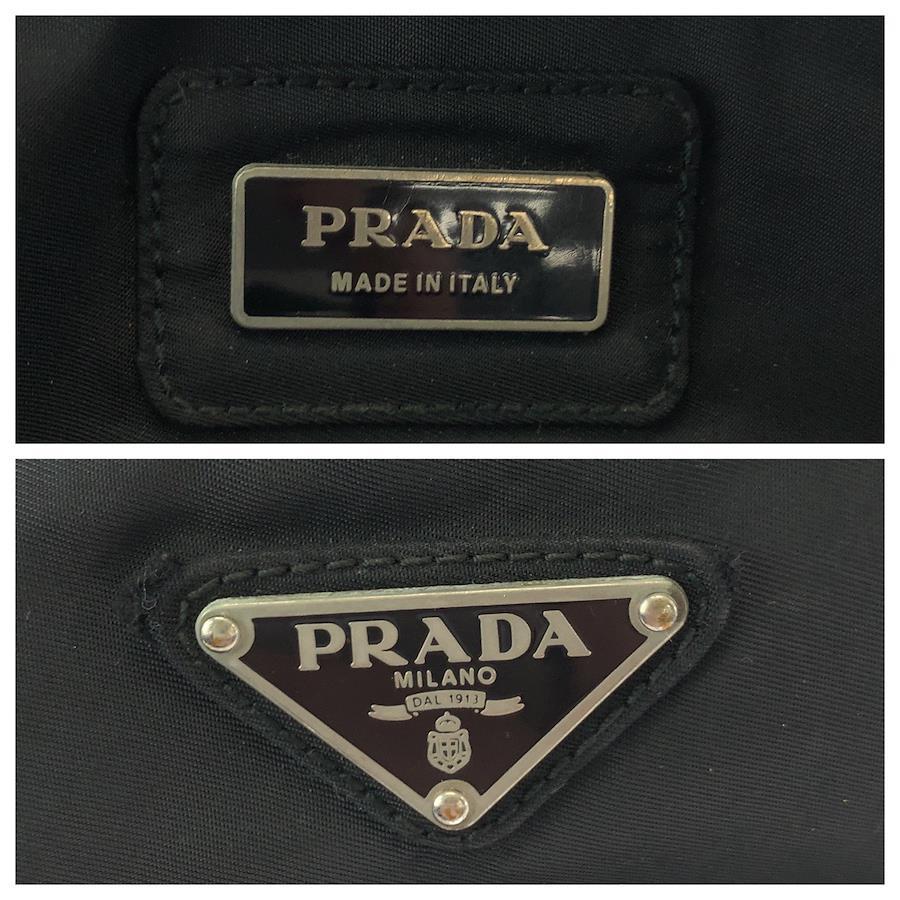 PRADA
MADE IN ITALY
PRADA
MILANO
DAL 1913